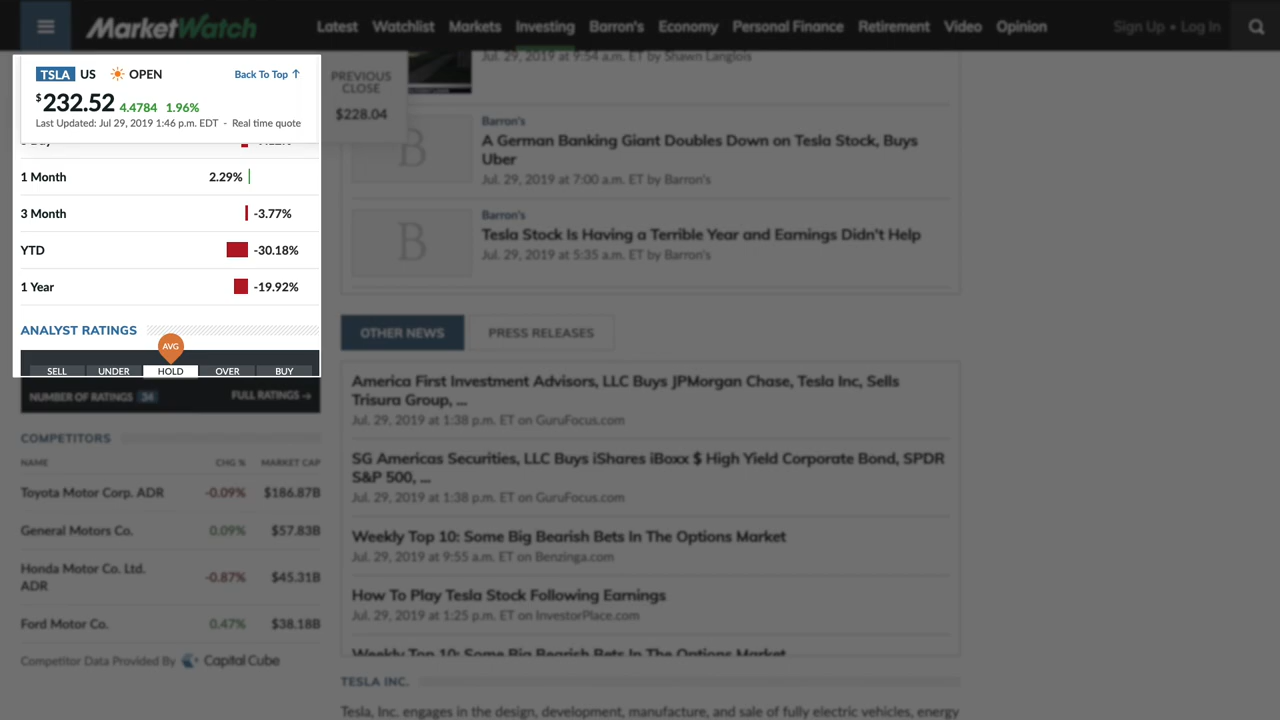 MarketWatch
Latest Watchlist Markets Investing Barron's Economy Personal Finance Retirement Video Opinion
Sign Up • Log In
TSLA US OPEN Back To Top ↑
$232.52 4.4784 1.96%
Last Updated: Jul 29, 2019 1:46 p.m. EDT - Real time quote
PREVIOUS
CLOSE
$228.04
1 Month 2.29%
3 Month -3.77%
YTD -30.18%
1 Year -19.92%
ANALYST RATINGS
AVG
SELL UNDER HOLD OVER BUY
NUMBER OF RATINGS 34 FULL RATINGS →
COMPETITORS
NAME CHG % MARKET CAP
Toyota Motor Corp. ADR -0.09% $186.87B
General Motors Co. 0.09% $57.83B
Honda Motor Co. Ltd.
ADR -0.87% $45.31B
Ford Motor Co. 0.47% $38.18B
Competitor Data Provided By Capital Cube
Jul. 29, 2019 at 9:54 a.m. ET by Shawn Langlois
B
Barron's
A German Banking Giant Doubles Down on Tesla Stock, Buys
Uber
Jul. 29, 2019 at 7:00 a.m. ET by Barron's
B
Barron's
Tesla Stock Is Having a Terrible Year and Earnings Didn't Help
Jul. 29, 2019 at 5:35 a.m. ET by Barron's
OTHER NEWS PRESS RELEASES
America First Investment Advisors, LLC Buys JPMorgan Chase, Tesla Inc, Sells
Trisura Group, ...
Jul. 29, 2019 at 1:38 p.m. ET on GuruFocus.com
SG Americas Securities, LLC Buys iShares iBoxx $ High Yield Corporate Bond, SPDR
S&P 500, ...
Jul. 29, 2019 at 1:38 p.m. ET on GuruFocus.com
Weekly Top 10: Some Big Bearish Bets In The Options Market
Jul. 29, 2019 at 9:55 a.m. ET on Benzinga.com
How To Play Tesla Stock Following Earnings
Jul. 29, 2019 at 1:25 p.m. ET on InvestorPlace.com
Weekly Top 10: Some Big Bearish Bets In The Options Market
TESLA INC.
Tesla, Inc. engages in the design, development, manufacture, and sale of fully electric vehicles, energy